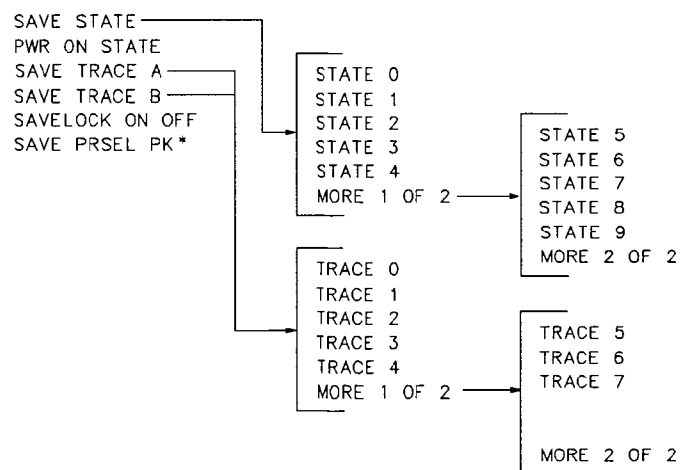 SAVE STATE
PWR ON STATE
SAVE TRACE A
SAVE TRACE B
SAVELOCK ON OFF
SAVE PRSEL PK*
STATE 0
STATE 1
STATE 2
STATE 3
STATE 4
MORE 1 OF 2
STATE 5
STATE 6
STATE 7
STATE 8
STATE 9
MORE 2 OF 2
TRACE 0
TRACE 1
TRACE 2
TRACE 3
TRACE 4
MORE 1 OF 2
TRACE 5
TRACE 6
TRACE 7
MORE 2 OF 2